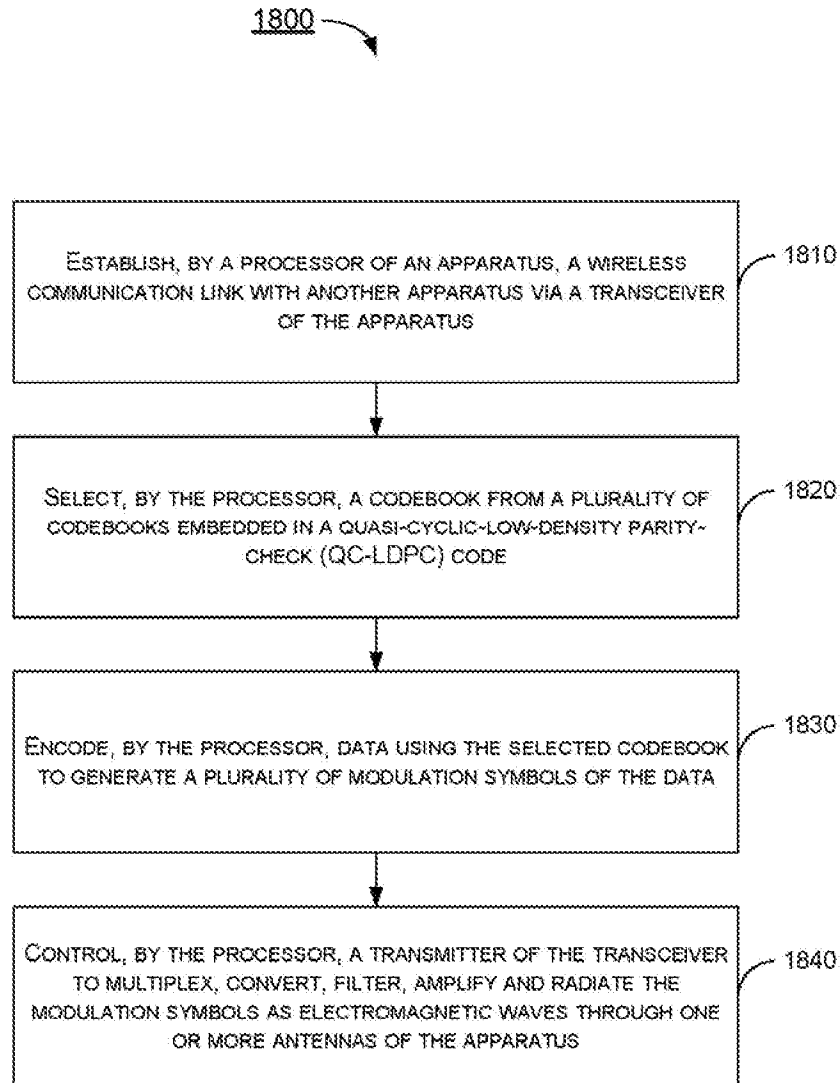 1800
ESTABLISH, BY A PROCESSOR OF AN APPARATUS, A WIRELESS
COMMUNICATION LINK WITH ANOTHER APPARATUS VIA A TRANSCEIVER
OF THE APPARATUS
1810
SELECT, BY THE PROCESSOR, A CODEBOOK FROM A PLURALITY OF
CODEBOOKS EMBEDDED IN A QUASI-CYCLIC-LOW-DENSITY PARITY-
CHECK (QC-LDPC) CODE
1820
ENCODE, BY THE PROCESSOR, DATA USING THE SELECTED CODEBOOK
TO GENERATE A PLURALITY OF MODULATION SYMBOLS OF THE DATA
1830
CONTROL, BY THE PROCESSOR, A TRANSMITTER OF THE TRANSCEIVER
TO MULTIPLEX, CONVERT, FILTER, AMPLIFY AND RADIATE THE
MODULATION SYMBOLS AS ELECTROMAGNETIC WAVES THROUGH ONE
OR MORE ANTENNAS OF THE APPARATUS
1840